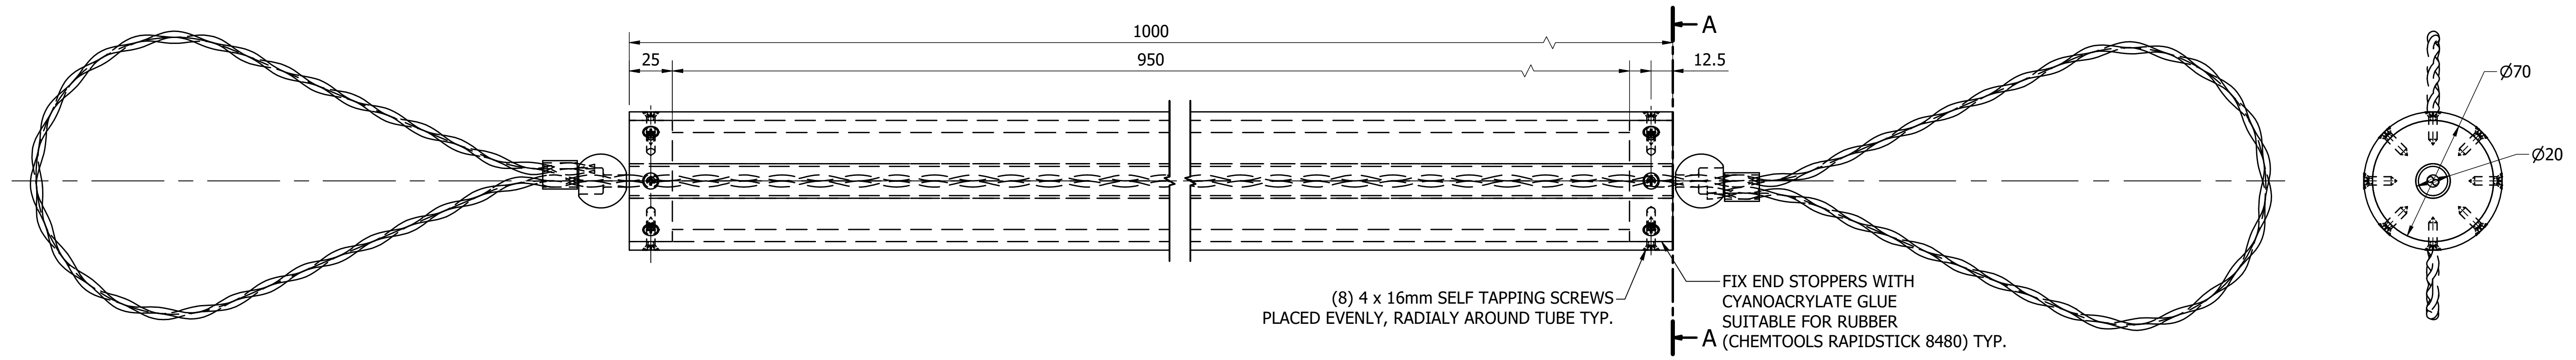 1000
A
25
950
12.5
Ø70
Ø20
(8) 4 x 16mm SELF TAPPING SCREWS
PLACED EVENLY, RADIALY AROUND TUBE TYP.
FIX END STOPPERS WITH
CYANOACRYLATE GLUE
SUITABLE FOR RUBBER
(CHEMTOOLS RAPIDSTICK 8480) TYP.
A